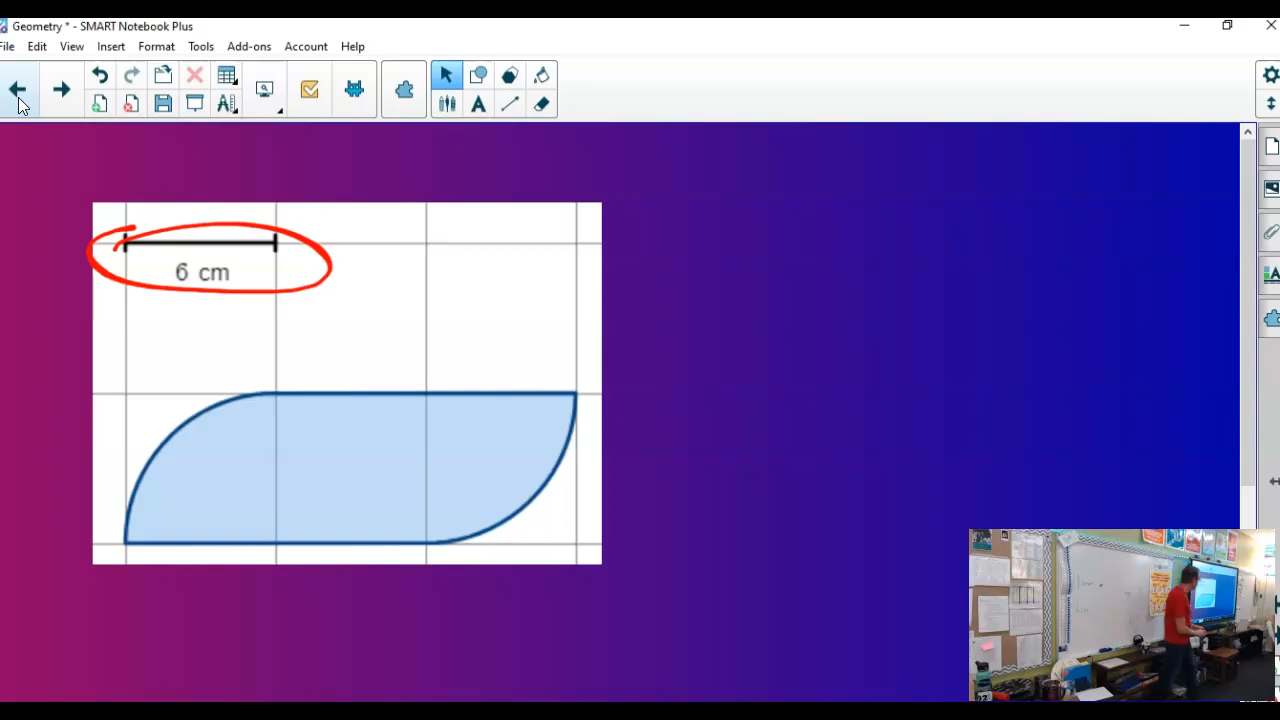 Geometry * - SMART Notebook Plus
File Edit View Insert Format Tools Add-ons Account Help
6 cm